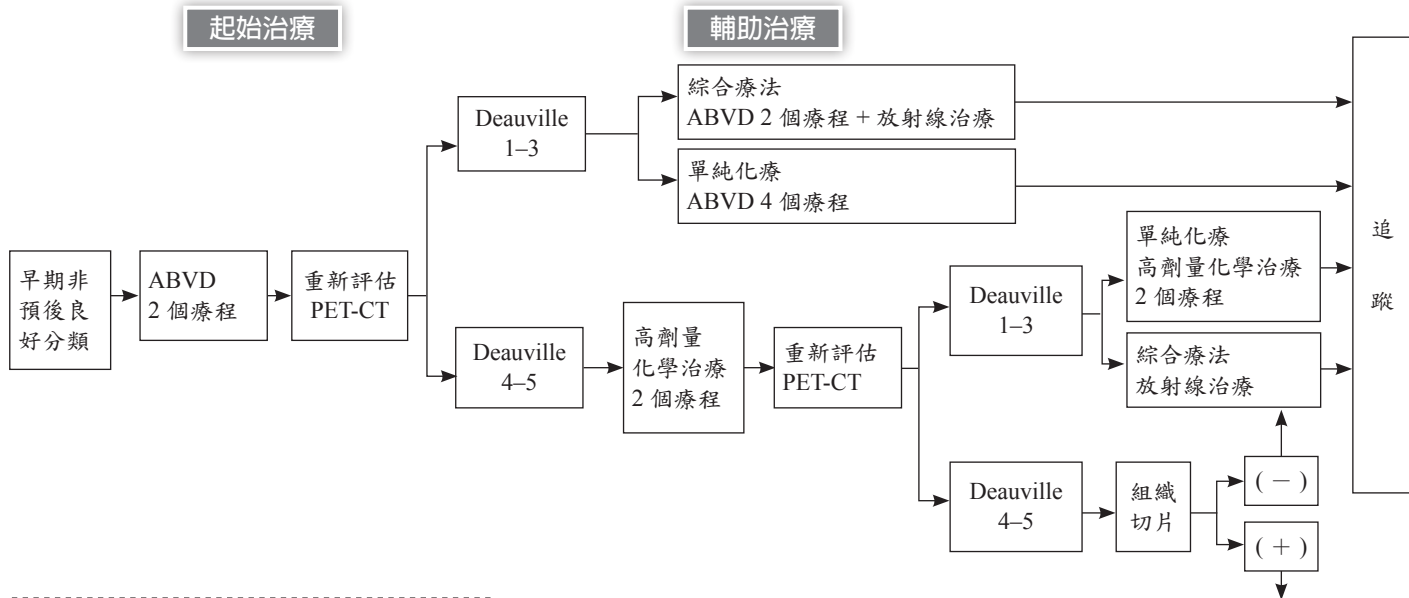 起始治療
輔助治療
早期非
預後良
好分類
ABVD
2 個療程
重新評估
PET-CT
Deauville
1–3
綜合療法
ABVD 2 個療程 + 放射線治療
單純化療
ABVD 4 個療程
Deauville
4–5
高劑量
化學治療
2 個療程
重新評估
PET-CT
Deauville
1–3
單純化療
高劑量化學治療
2 個療程
綜合療法
放射線治療
Deauville
4–5
組織
切片
( － )
( + )
追
蹤